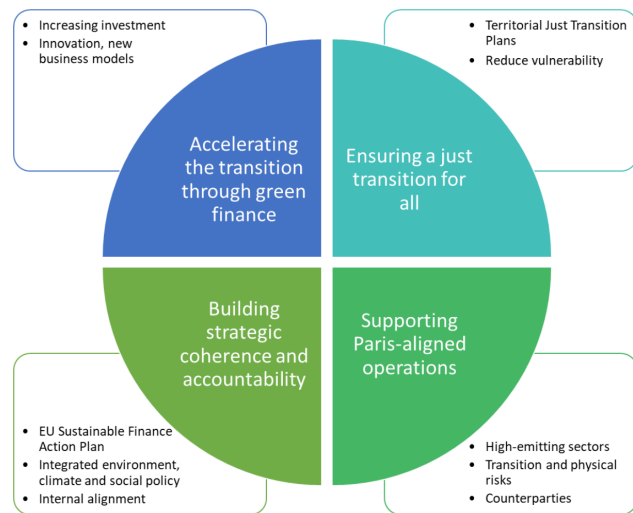 • Increasing investment
• Innovation, new
business models
• Territorial Just Transition
Plans
• Reduce vulnerability
Accelerating
the transition
through green
finance
Ensuring a just
transition for
all
Building
strategic
coherence and
accountability
Supporting
Paris-aligned
operations
• EU Sustainable Finance
Action Plan
• Integrated environment,
climate and social policy
• Internal alignment
• High-emitting sectors
• Transition and physical
risks
• Counterparties